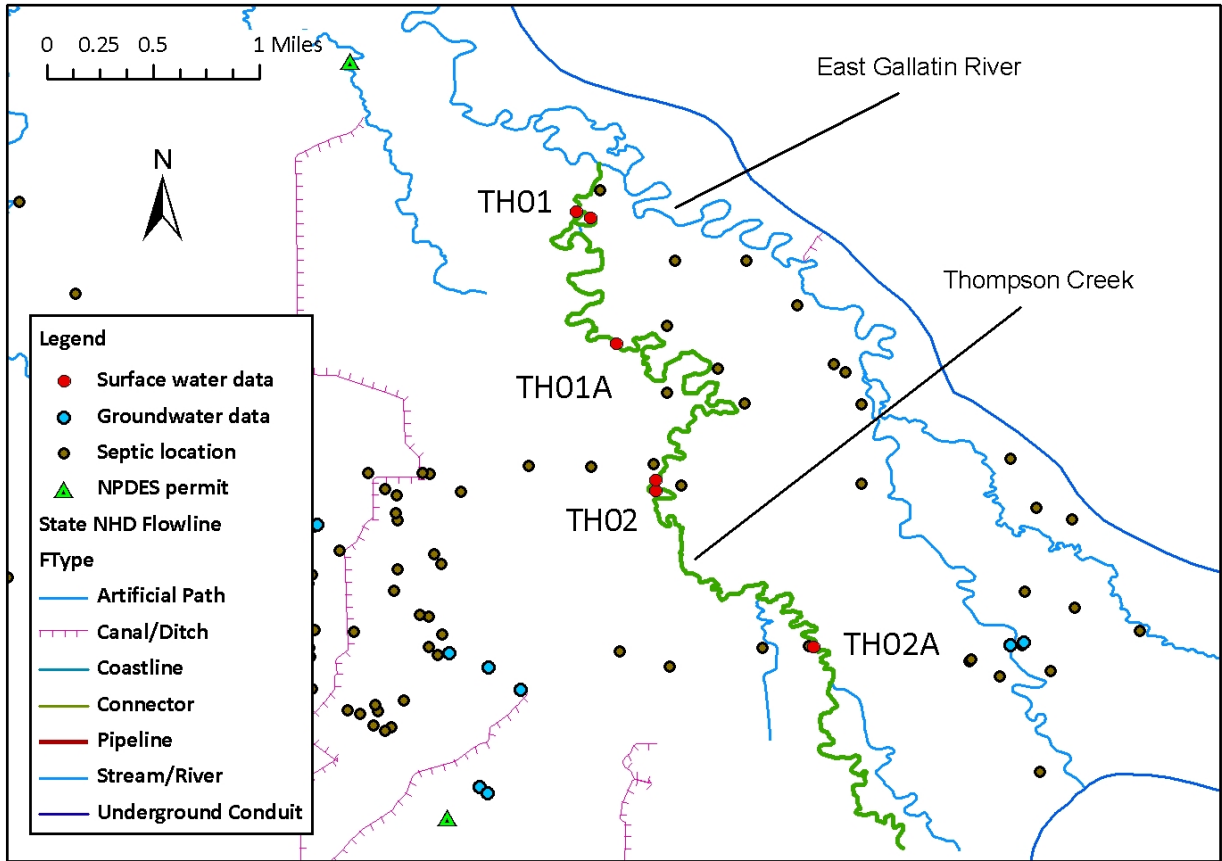 0 0.25 0.5 1 Miles
East Gallatin River
N
TH01
Thompson Creek
TH01A
TH02
TH02A
Legend
Surface water data
Groundwater data
Septic location
NPDES permit
State NHD Flowline
FType
Artificial Path
Canal/Ditch
Coastline
Connector
Pipeline
Stream/River
Underground Conduit